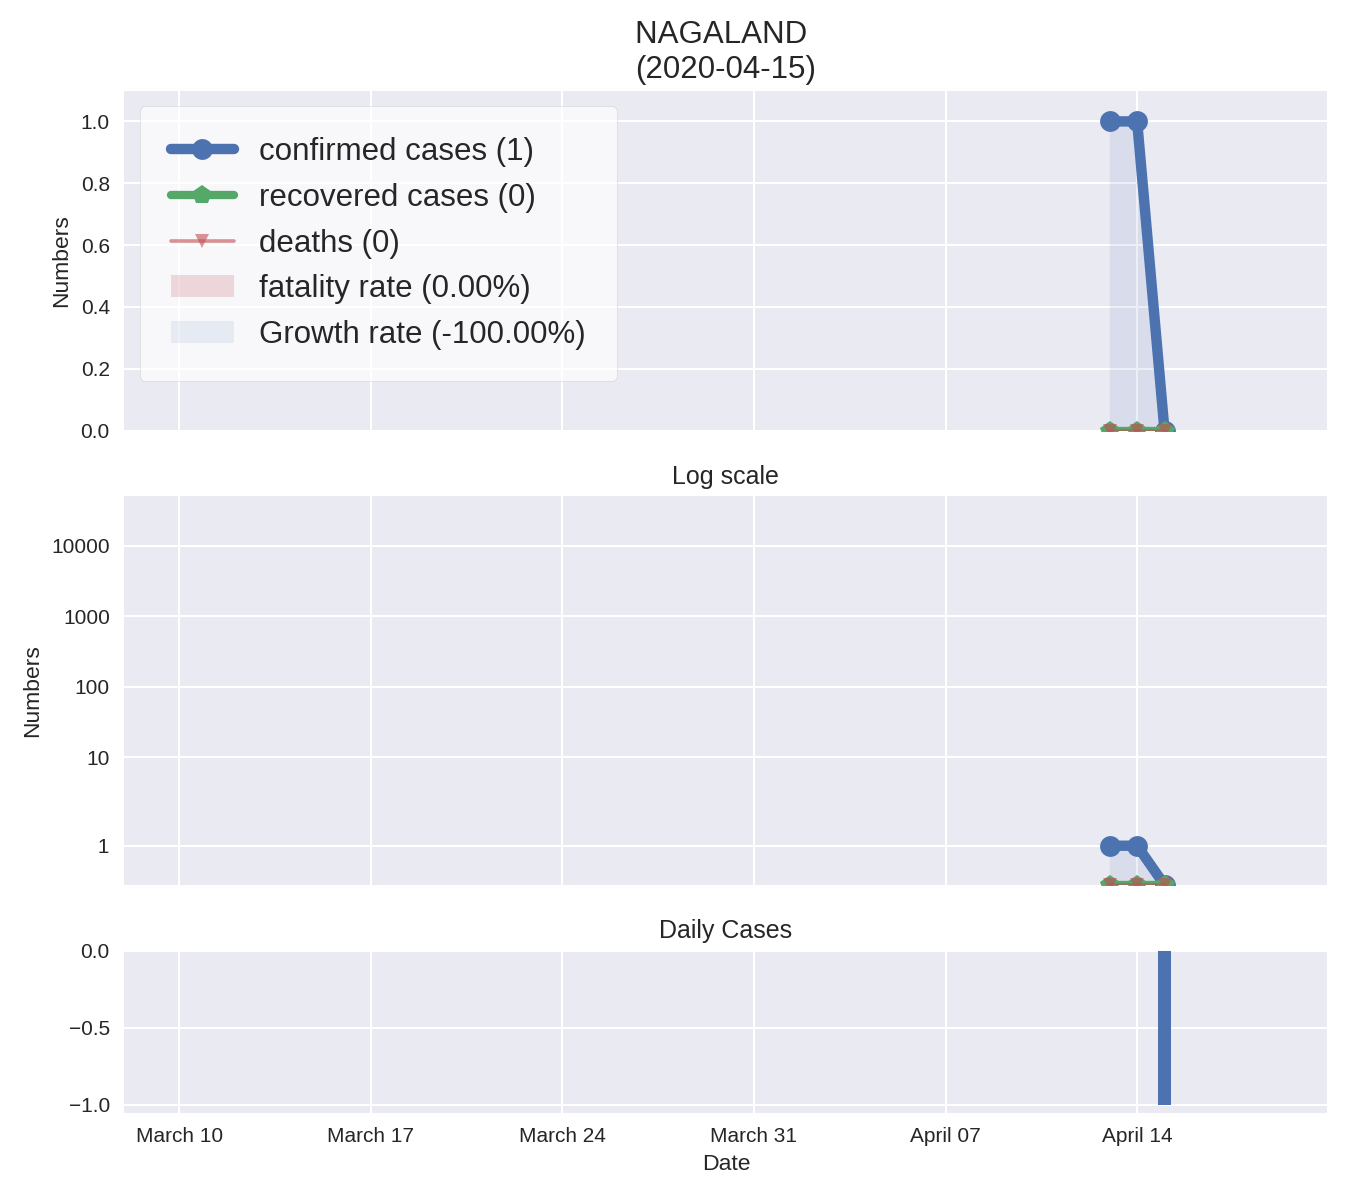 NAGALAND
(2020-04-15)
1.0
0.8
0.6
0.4
0.2
0.0
Numbers
confirmed cases (1)
recovered cases (0)
deaths (0)
fatality rate (0.00%)
Growth rate (-100.00%)
Log scale
10000
1000
100
10
1
Numbers
Daily Cases
0.0
−0.5
−1.0
March 10 March 17 March 24 March 31 April 07 April 14
Date